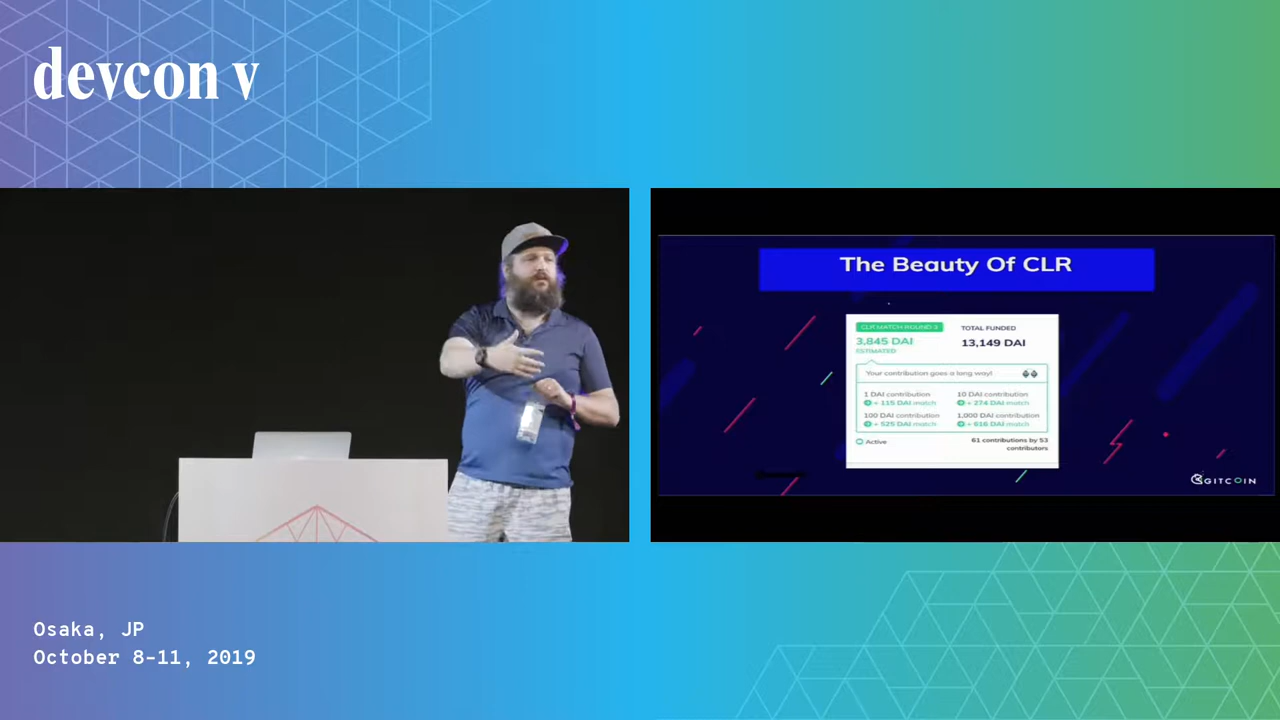 devcon v
The Beauty Of CLR
CLR MATCH ROUND 3
3,845 DAI
ESTIMATED
TOTAL FUNDED
13,149 DAI
Your contribution goes a long way!
1 DAI contribution
+ 115 DAI match
10 DAI contribution
+ 274 DAI match
100 DAI contribution
+ 525 DAI match
1,000 DAI contribution
+ 616 DAI match
Active
61 contributions by 53
contributors
GITCOIN
Osaka, JP
October 8-11, 2019